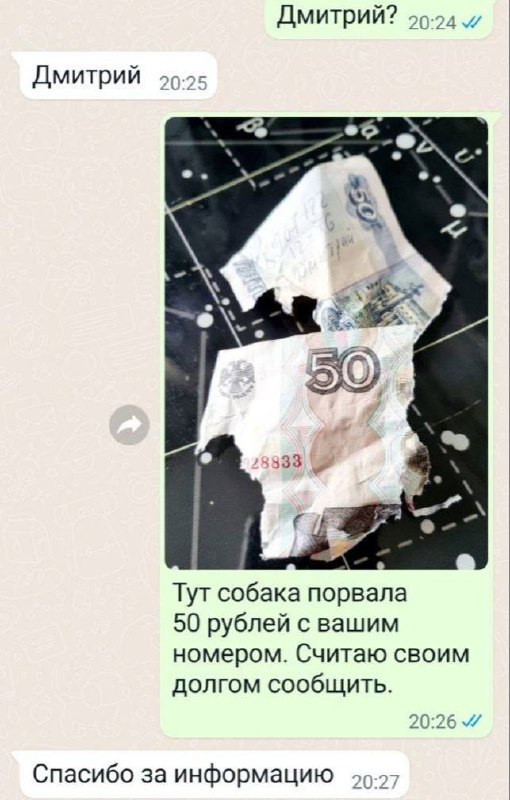 Дмитрий? 20:24
Дмитрий 20:25
50
Дмитрий
50
28833
Тут собака порвала
50 рублей с вашим
номером. Считаю своим
долгом сообщить.
20:26
Спасибо за информацию 20:27